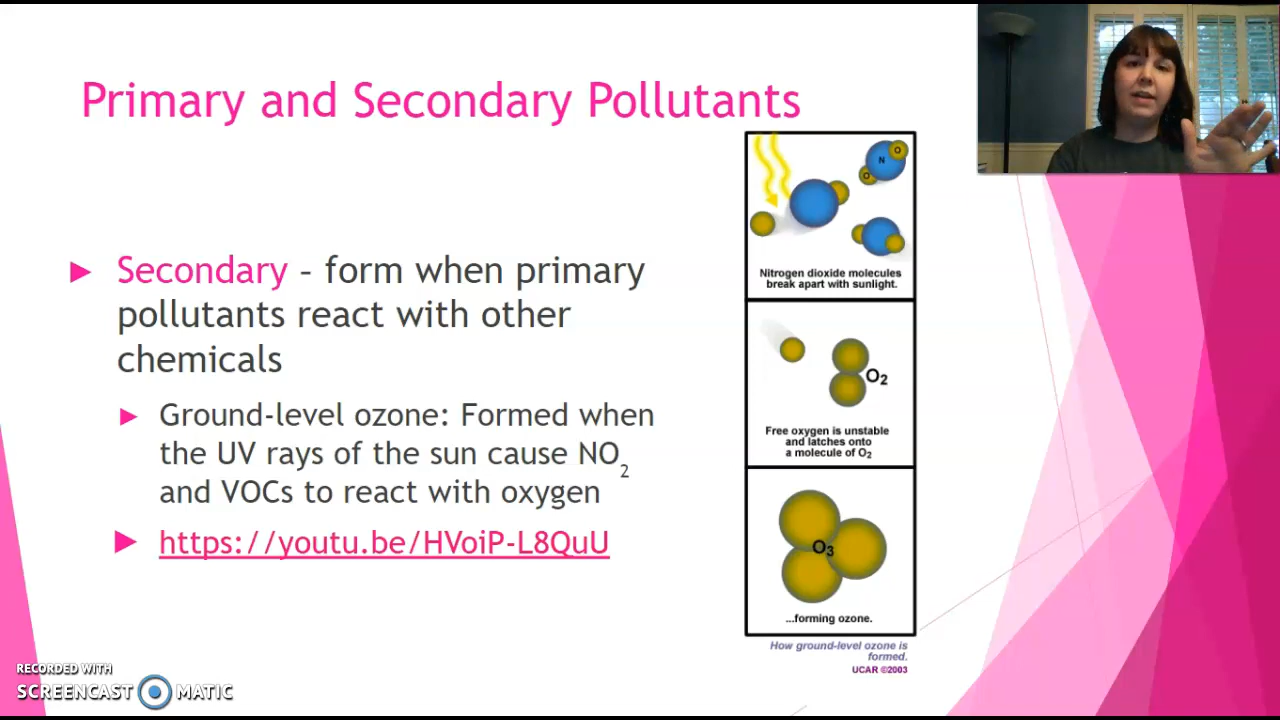 Primary and Secondary Pollutants
Secondary – form when primary
pollutants react with other
chemicals
Ground-level ozone: Formed when
the UV rays of the sun cause NO₂
and VOCs to react with oxygen
https://youtu.be/HVoiP-L8QuU
N
O
O
Nitrogen dioxide molecules
break apart with sunlight.
O₂
Free oxygen is unstable
and latches onto
a molecule of O₂
O₃
...forming ozone.
How ground-level ozone is
formed.
UCAR ©2003
RECORDED WITH
SCREENCAST MATIC